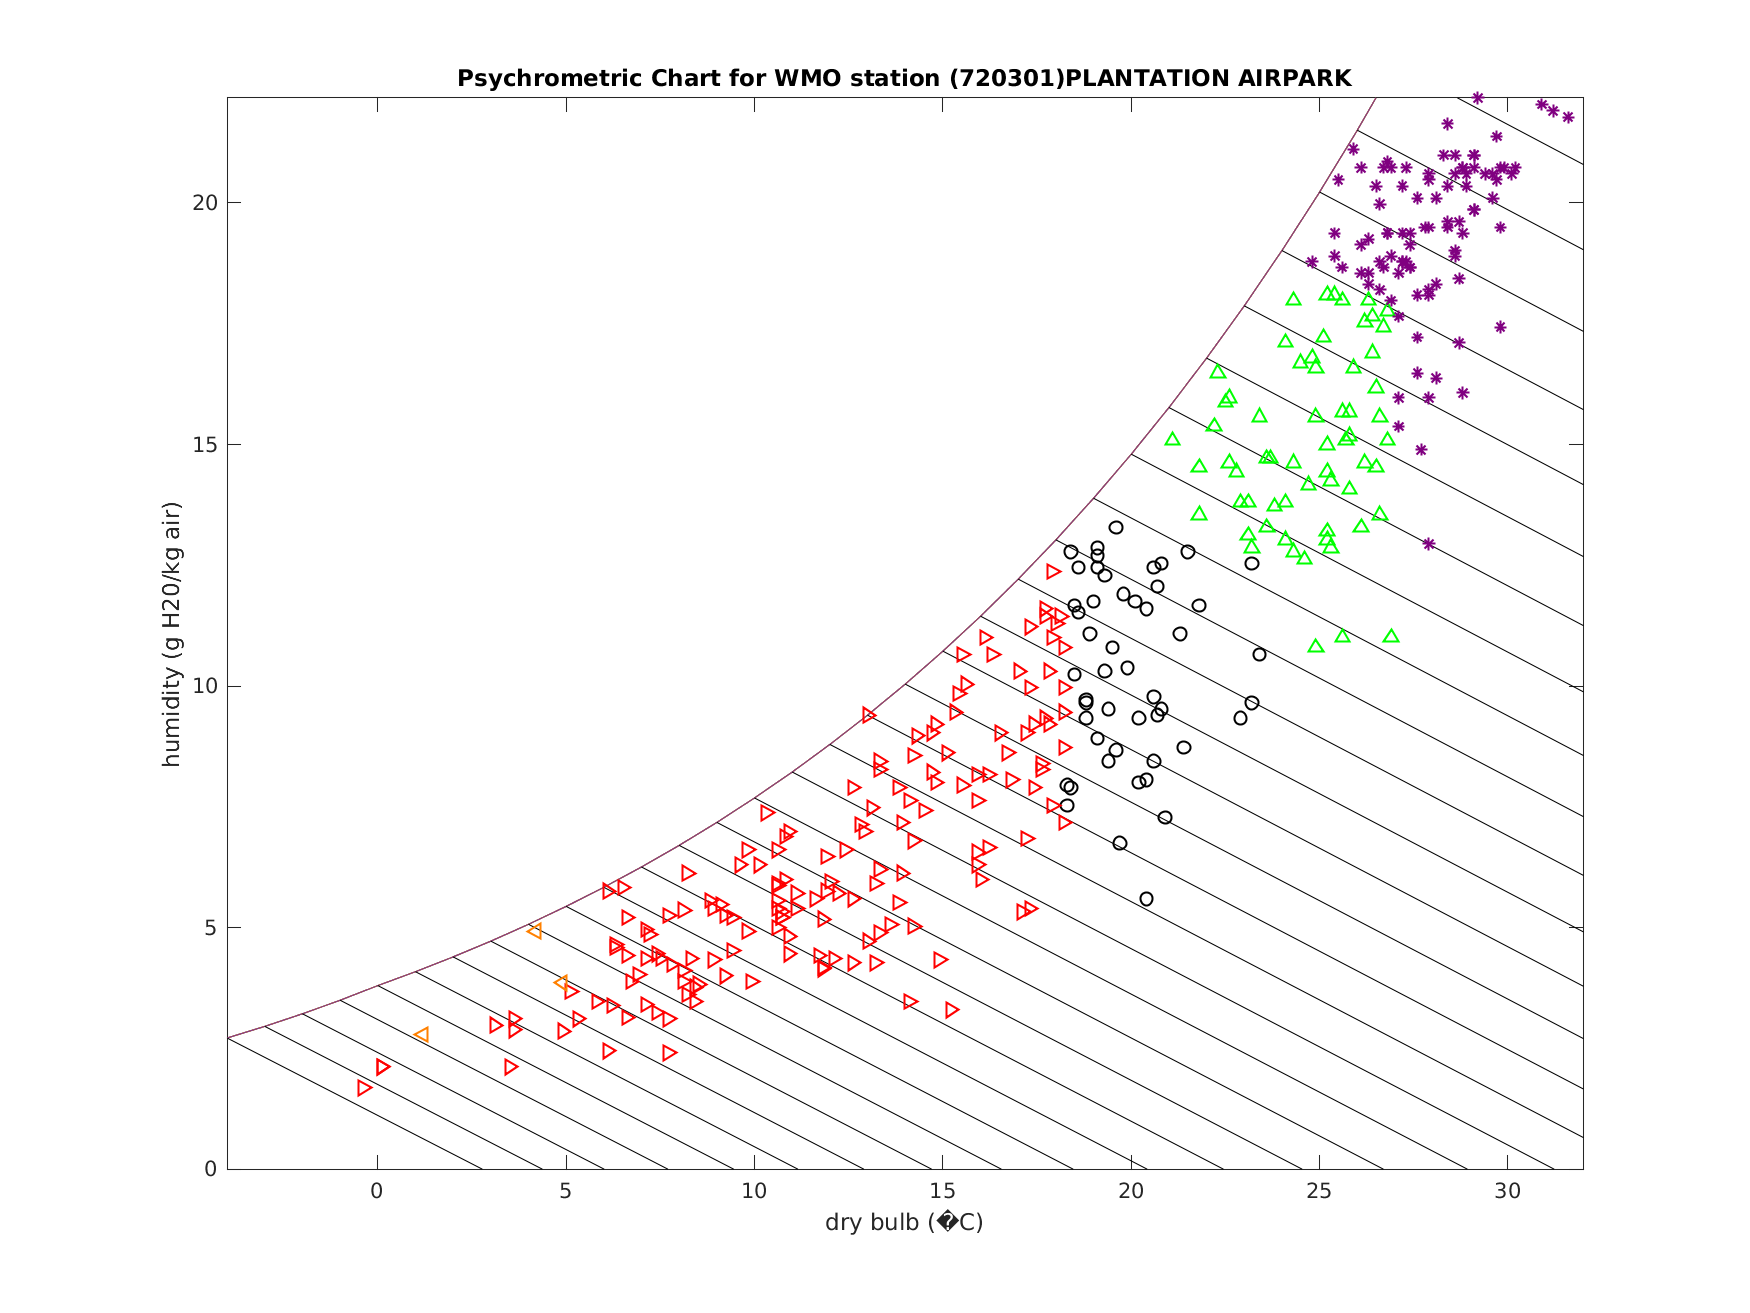 Psychrometric Chart for WMO station (720301)PLANTATION AIRPARK
humidity (g H20/kg air)
20
15
10
5
0
0 5 10 15 20 25 30
dry bulb (�C)